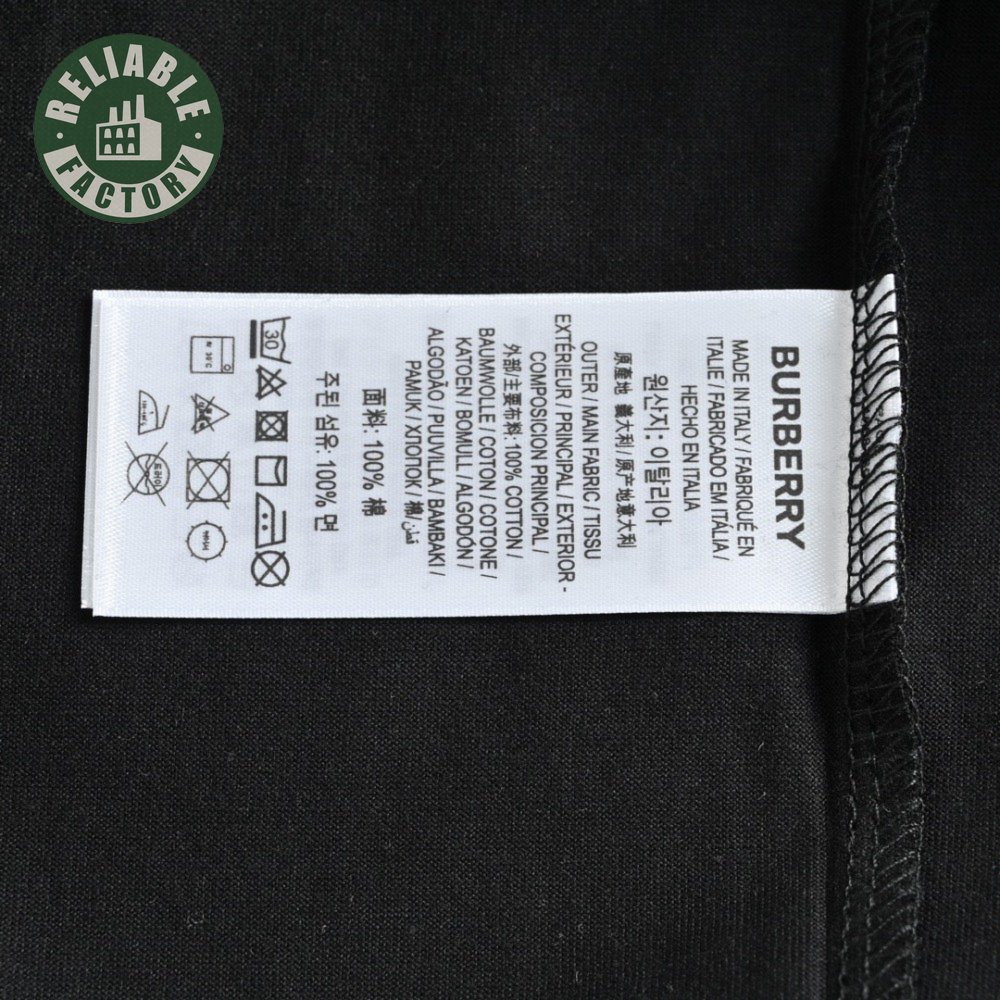 RELIABLE
FACTORY
BURBERRY
MADE IN ITALY / FABRIQUÉ EN
ITALIE / FABRICADO EM ITÁLIA /
HECHO EN ITALIA
원산지: 이탈리아
原產地 義大利 / 原产地意大利
OUTER / MAIN FABRIC / TISSU
EXTÉRIEUR / PRINCIPAL / EXTERIOR -
COMPOSICION PRINCIPAL /
外部/主要布料: 100% COTTON /
BAUMWOLLE / COTON / COTONE /
KATOEN / BOMULL / ALGODÓN /
ALGODÃO / PUUVILLA / BAMBAKI /
PAMUK / ХЛОПОК / 棉 / قطن
面料: 100% 棉
주된 섬유: 100% 면
30
드라이